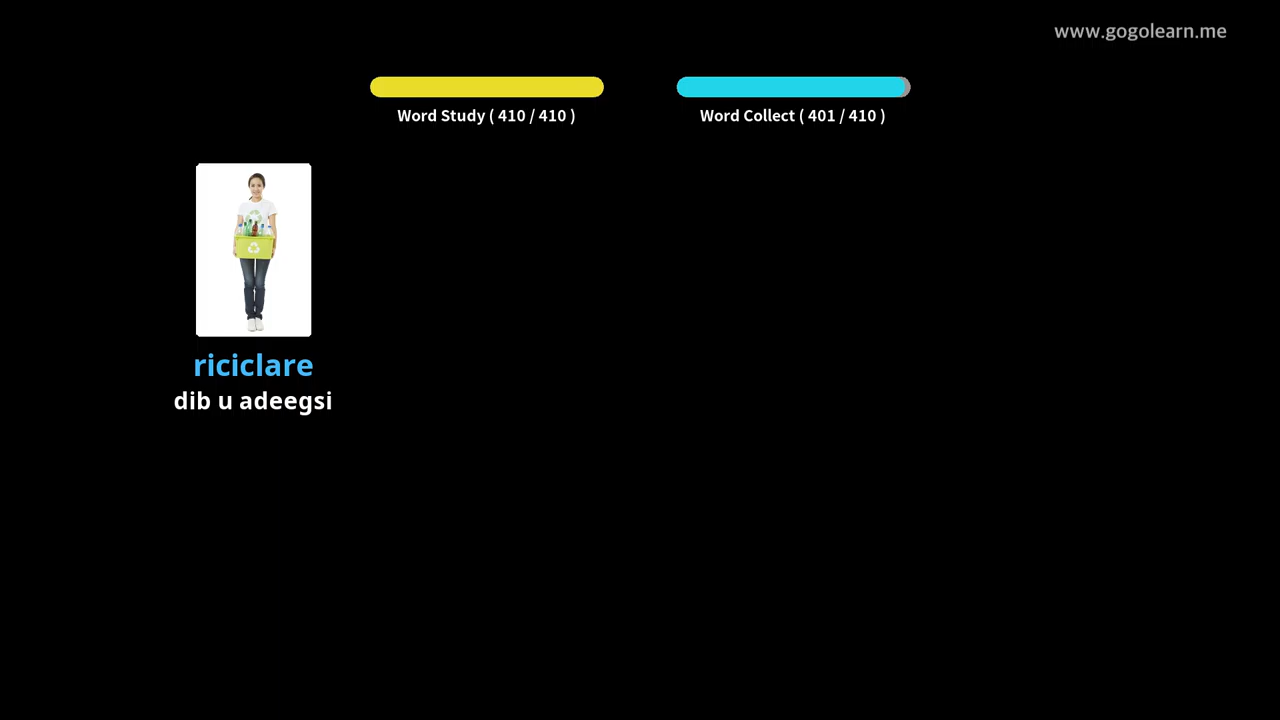 www.gogolearn.me
Word Study ( 410 / 410 )
Word Collect ( 401 / 410 )
riciclare
dib u adeegsi